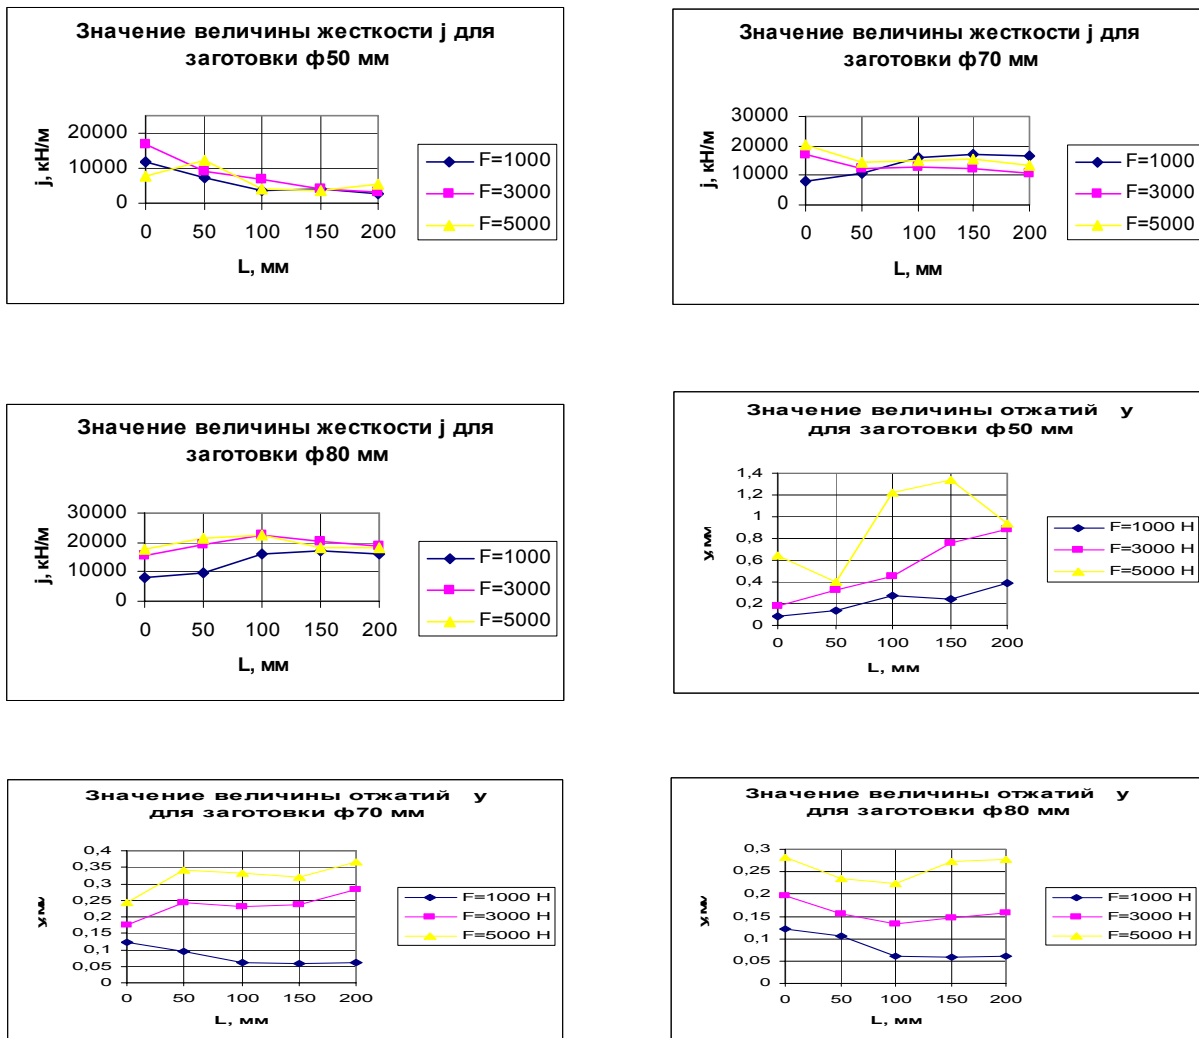 Значение величины жесткости j для
заготовки ф50 мм
j, кН/м
20000
10000
0
0 50 100 150 200
L, мм
F=1000
F=3000
F=5000
Значение величины жесткости j для
заготовки ф70 мм
j, кН/м
30000
20000
10000
0
0 50 100 150 200
L, мм
F=1000
F=3000
F=5000
Значение величины жесткости j для
заготовки ф80 мм
j, кН/м
30000
20000
10000
0
0 50 100 150 200
L, мм
F=1000
F=3000
F=5000
Значение величины отжатий y
для заготовки ф50 мм
y, мм
1,4
1,2
1
0,8
0,6
0,4
0,2
0
0 50 100 150 200
L, мм
F=1000 Н
F=3000 Н
F=5000 Н
Значение величины отжатий y
для заготовки ф70 мм
y, мм
0,4
0,35
0,3
0,25
0,2
0,15
0,1
0,05
0
0 50 100 150 200
L, мм
F=1000 Н
F=3000 Н
F=5000 Н
Значение величины отжатий y
для заготовки ф80 мм
y, мм
0,3
0,25
0,2
0,15
0,1
0,05
0
0 50 100 150 200
L, мм
F=1000 Н
F=3000 Н
F=5000 Н